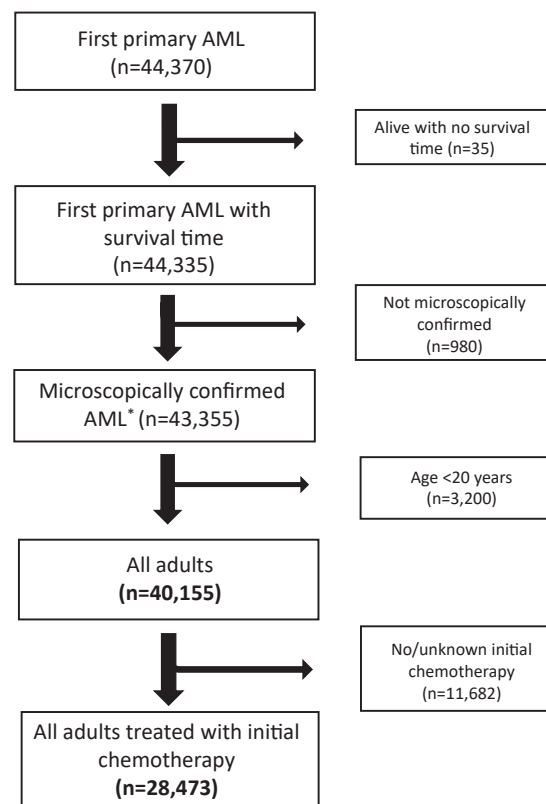 First primary AML
(n=44,370)
Alive with no survival
time (n=35)
First primary AML with
survival time
(n=44,335)
Not microscopically
confirmed
(n=980)
Microscopically confirmed
AML* (n=43,355)
Age <20 years
(n=3,200)
All adults
(n=40,155)
No/unknown initial
chemotherapy
(n=11,682)
All adults treated with initial
chemotherapy
(n=28,473)